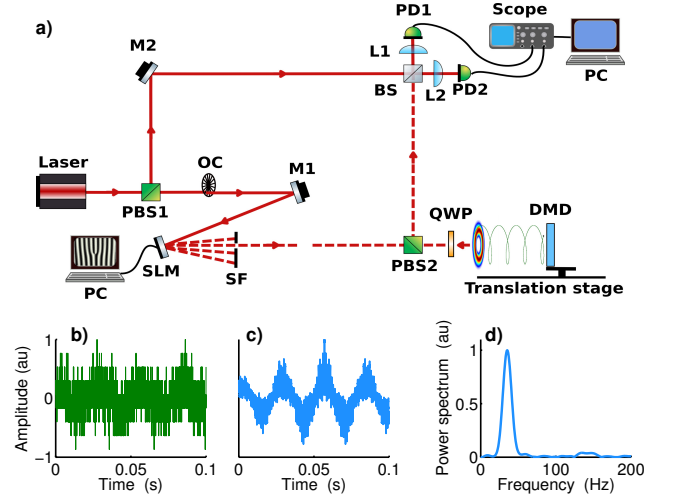 a)
PD1
Scope
L1
M2
BS
L2
PD2
PC
Laser
OC
M1
PBS1
QWP
DMD
SLM
PBS2
PC
SF
Translation stage
b)
c)
d)
Amplitude (au)
1
0
−1
0
0.05
0.1
Time (s)
0
0.05
0.1
Time (s)
Power spectrum (au)
1
0.5
0
0
100
200
Frequency (Hz)